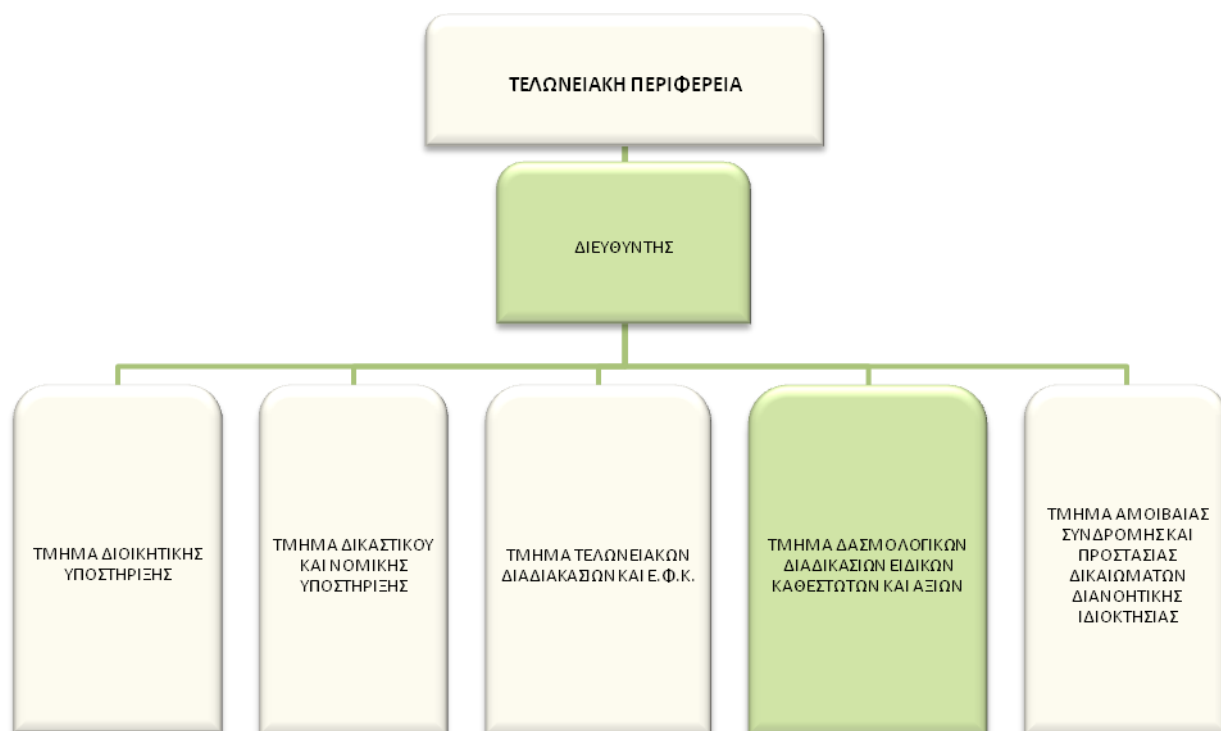 ΤΕΛΩΝΕΙΑΚΗ ΠΕΡΙΦΕΡΕΙΑ
ΔΙΕΥΘΥΝΤΗΣ
ΤΜΗΜΑ ΔΙΟΙΚΗΤΙΚΗΣ
ΥΠΟΣΤΗΡΙΞΗΣ
ΤΜΗΜΑ ΔΙΚΑΣΤΙΚΟΥ
ΚΑΙ ΝΟΜΙΚΗΣ
ΥΠΟΣΤΗΡΙΞΗΣ
ΤΜΗΜΑ ΤΕΛΩΝΕΙΑΚΩΝ
ΔΙΑΔΙΑΚΑΣΙΩΝ ΚΑΙ Ε.Φ.Κ.
ΤΜΗΜΑ ΔΑΣΜΟΛΟΓΙΚΩΝ
ΔΙΑΔΙΚΑΣΙΩΝ ΕΙΔΙΚΩΝ
ΚΑΘΕΣΤΩΤΩΝ ΚΑΙ ΑΞΙΩΝ
ΤΜΗΜΑ ΑΜΟΙΒΑΙΑΣ
ΣΥΝΔΡΟΜΗΣ ΚΑΙ
ΠΡΟΣΤΑΣΙΑΣ
ΔΙΚΑΙΩΜΑΤΩΝ
ΔΙΑΝΟΗΤΙΚΗΣ
ΙΔΙΟΚΤΗΣΙΑΣ